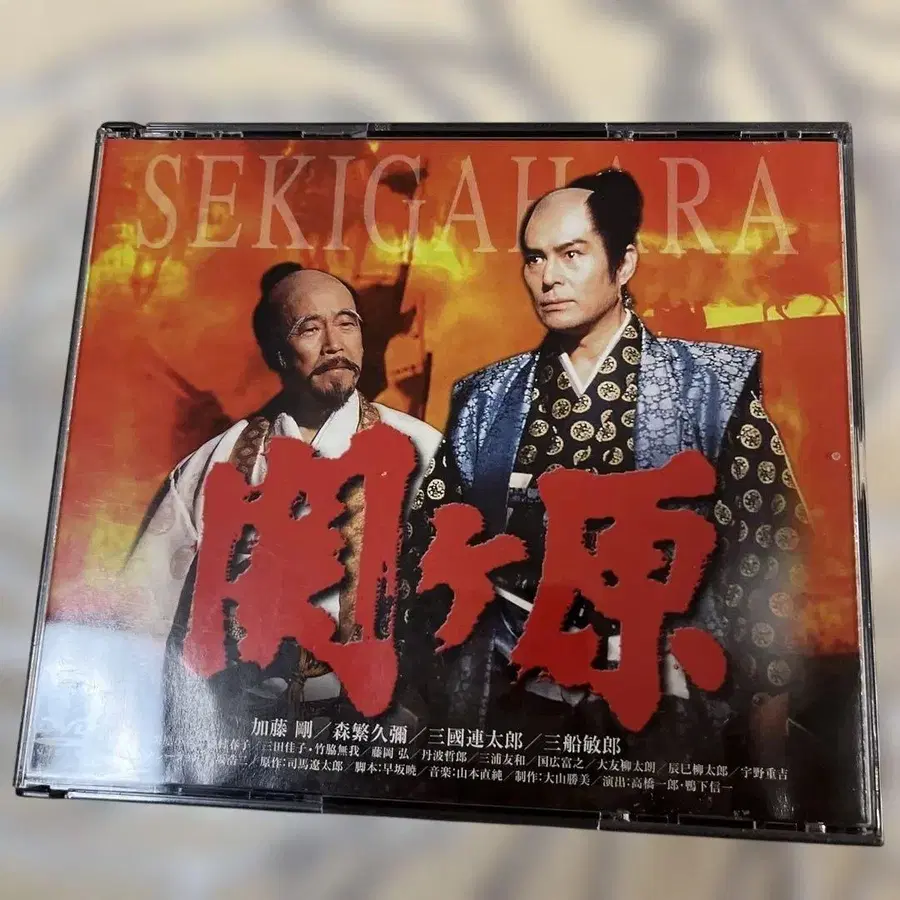 SEKIGAHARA
関ヶ原
加藤 剛／森繁久彌／三國連太郎／三船敏郎
春子／三田佳子・竹脇無我／藤岡 弘／丹波哲郎／三浦友和／国広富之／大友柳太朗／辰巳柳太郎／宇野重吉
浩二／原作：司馬遼太郎／脚本：早坂暁／音楽：山本直純／制作：大山勝美／演出：高橋一郎・鴨下信一